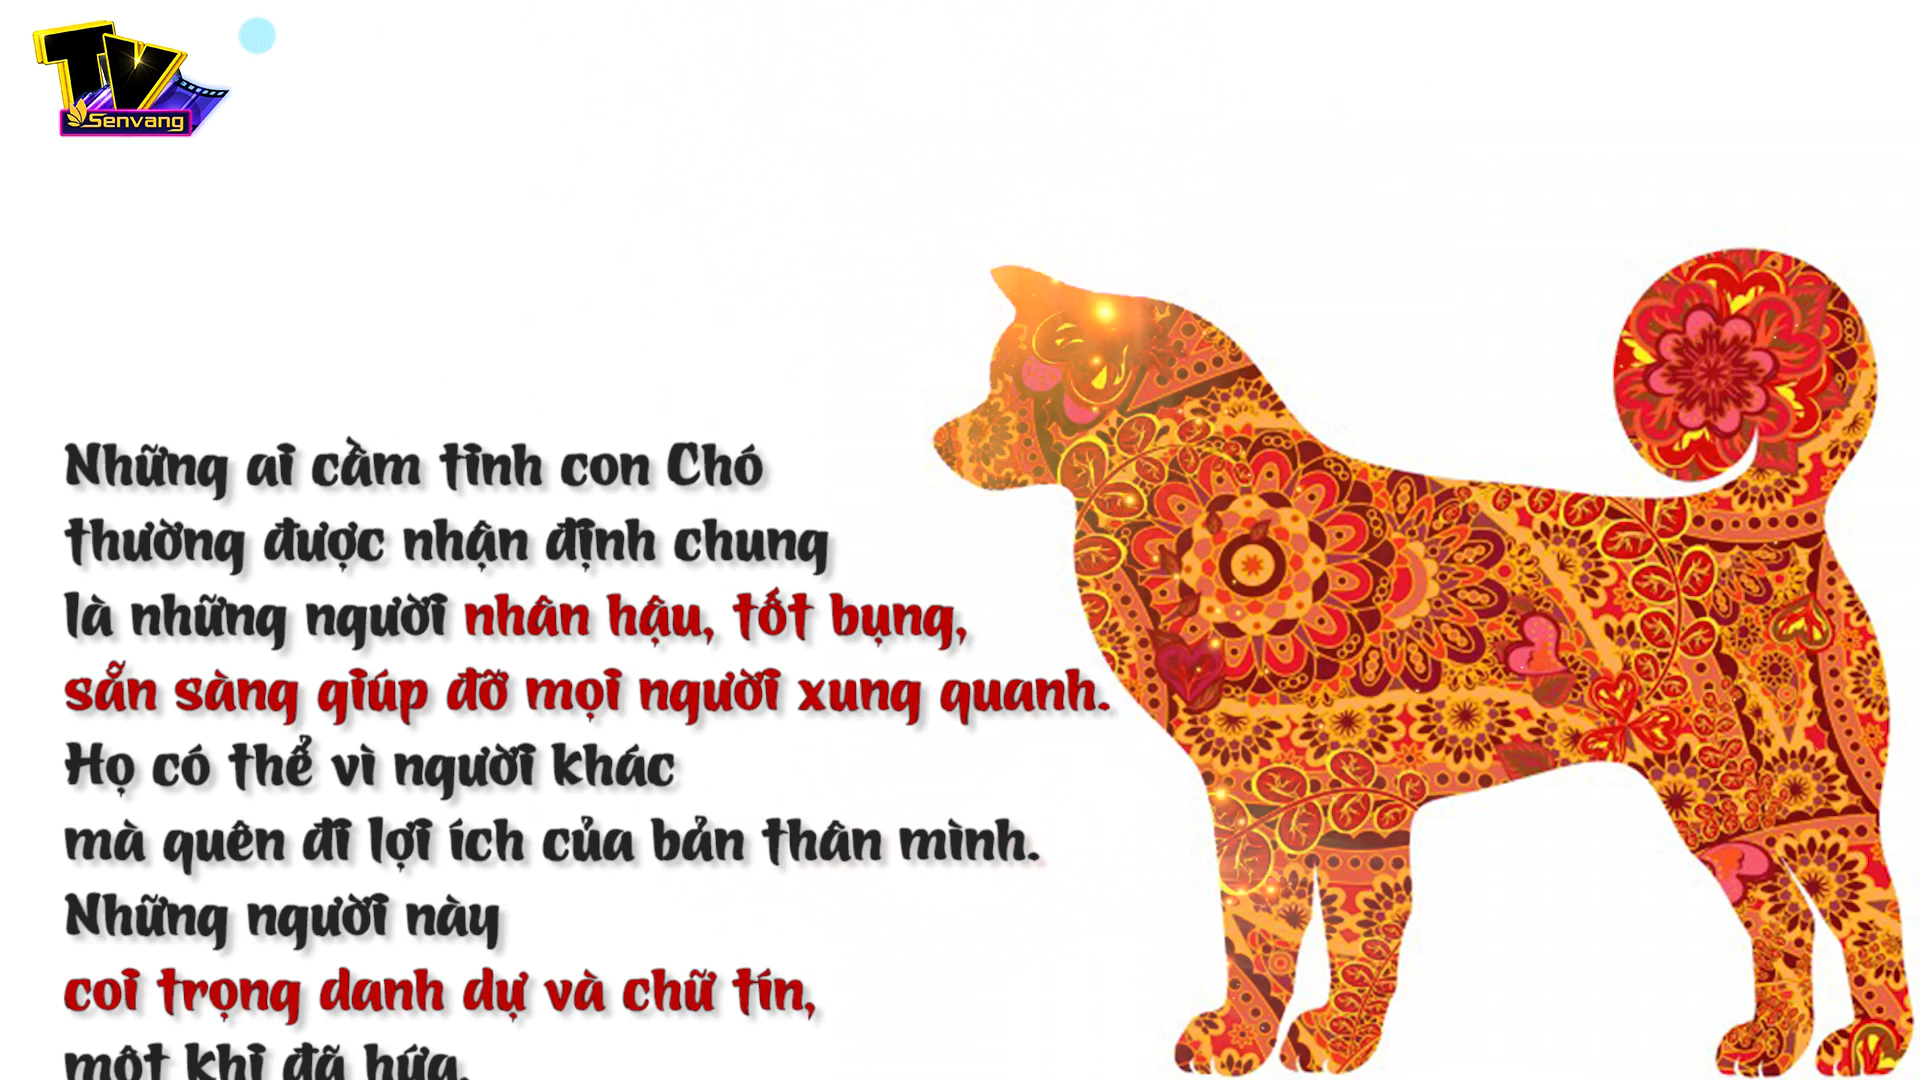 TV
Senvang
Những ai cầm tinh con Chó
thường được nhận định chung
là những người nhân hậu, tốt bụng,
sẵn sàng giúp đỡ mọi người xung quanh.
Họ có thể vì người khác
mà quên đi lợi ích của bản thân mình.
Những người này
coi trọng danh dự và chữ tín,
một khi đã hứa,